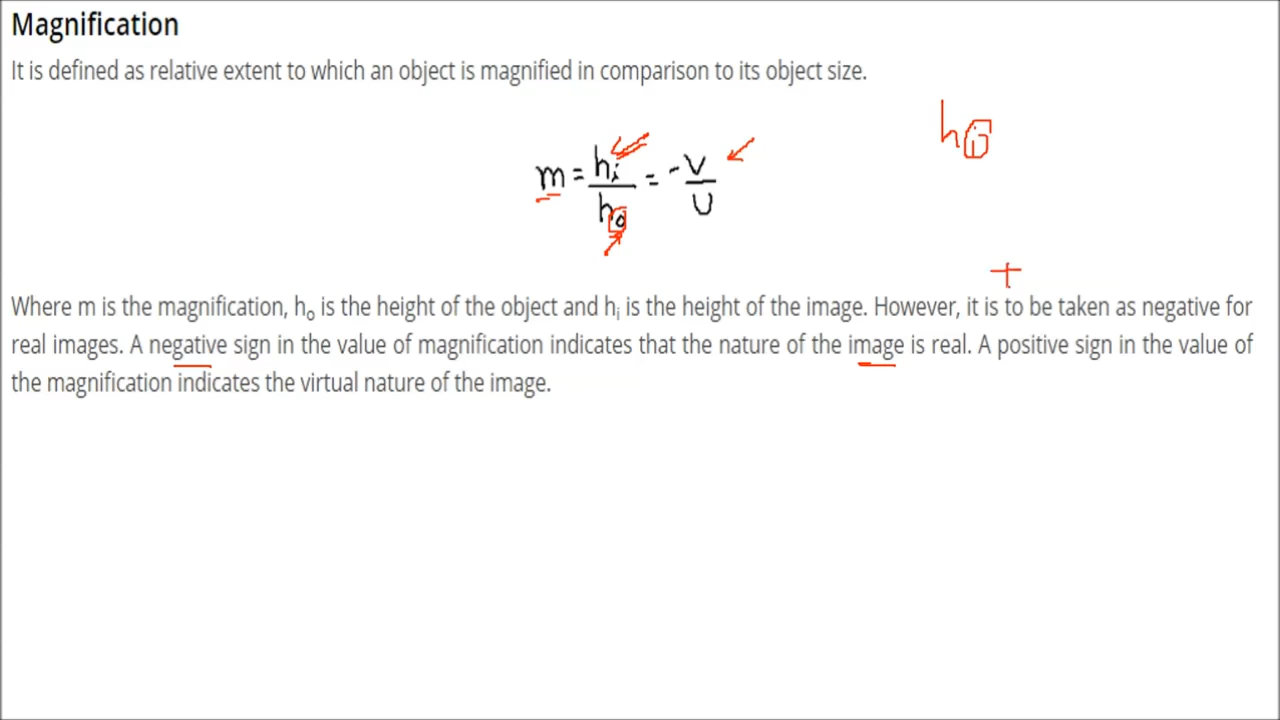 Magnification
It is defined as relative extent to which an object is magnified in comparison to its object size.
m = hᵢ/hₒ = -v/u
hᵢ
+
Where m is the magnification, hₒ is the height of the object and hᵢ is the height of the image. However, it is to be taken as negative for
real images. A negative sign in the value of magnification indicates that the nature of the image is real. A positive sign in the value of
the magnification indicates the virtual nature of the image.